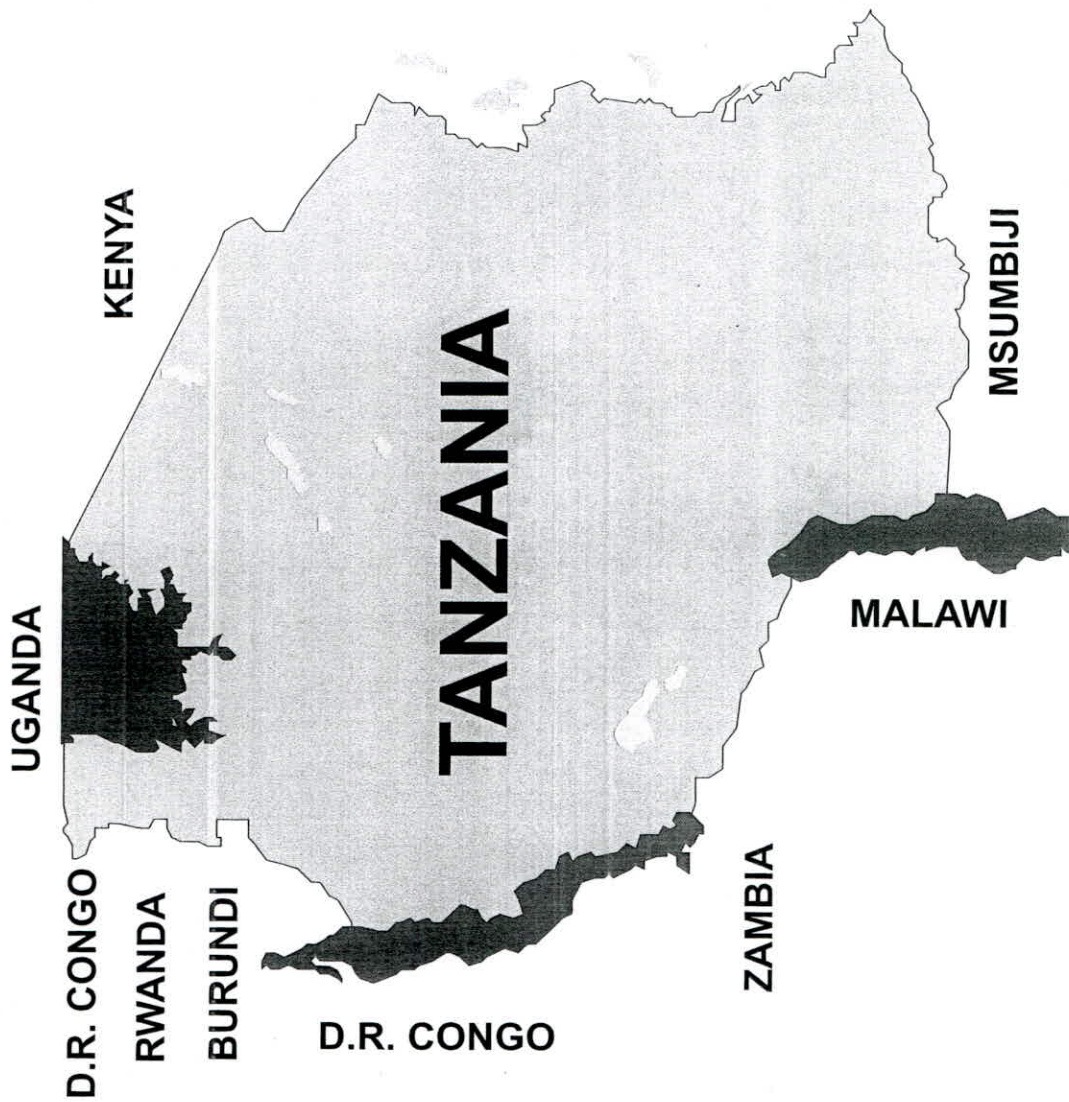 UGANDA
KENYA
D.R. CONGO
RWANDA
BURUNDI
TANZANIA
D.R. CONGO
ZAMBIA
MALAWI
MSUMBIJI